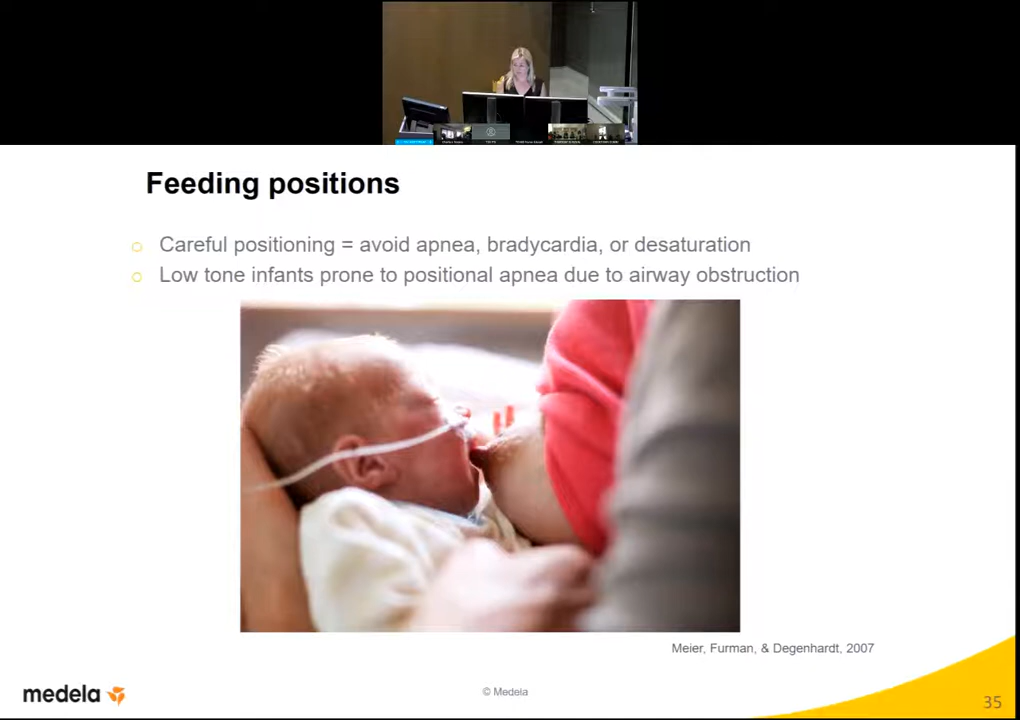 Feeding positions
Careful positioning = avoid apnea, bradycardia, or desaturation
Low tone infants prone to positional apnea due to airway obstruction
Meier, Furman, & Degenhardt, 2007
medela
© Medela
35